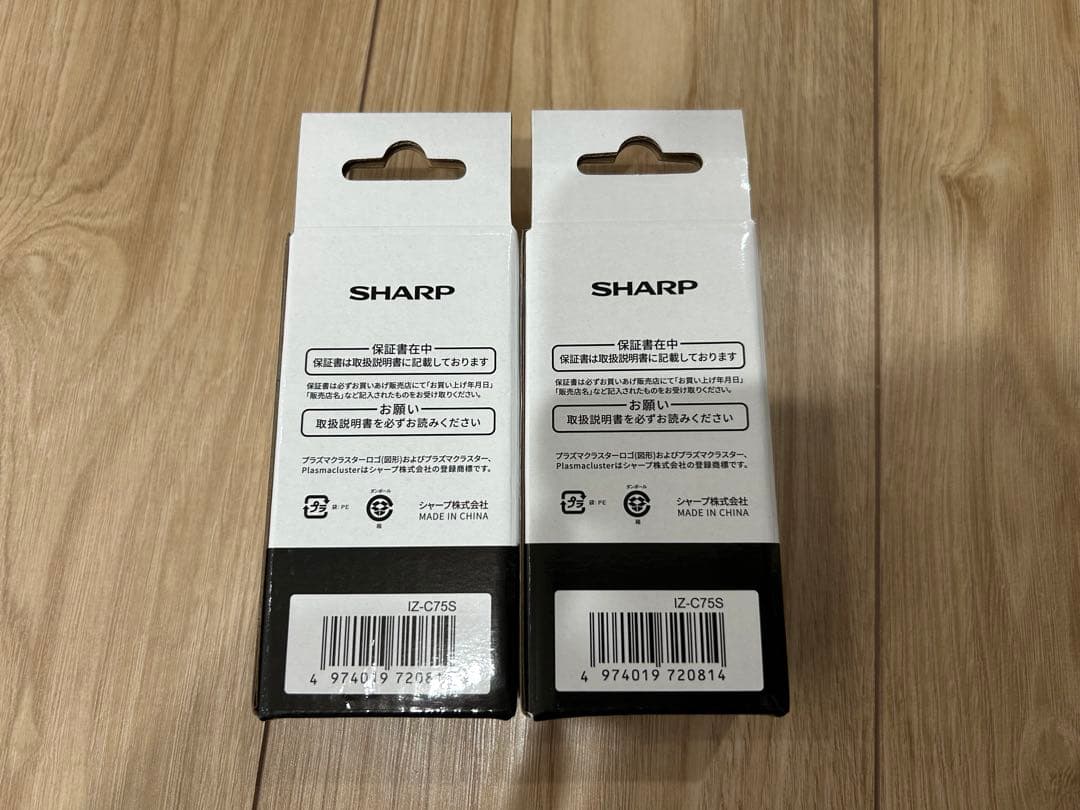 SHARP
保証書在中
保証書は取扱説明書に記載しております
保証書は必ずお買いあげ販売店にて「お買い上げ年月日」
「販売店名」など記入されたものをお受け取りください。
お願い
取扱説明書を必ずお読みください
プラズマクラスターロゴ(図形)およびプラズマクラスター、
Plasmaclusterはシャープ株式会社の登録商標です。
プラ
袋:PE
ダンボール
箱
シャープ株式会社
MADE IN CHINA
IZ-C75S
4 974019 72081
SHARP
保証書在中
保証書は取扱説明書に記載しております
保証書は必ずお買いあげ販売店にて「お買い上げ年月日」
「販売店名」など記入されたものをお受け取りください。
お願い
取扱説明書を必ずお読みください
プラズマクラスターロゴ(図形)およびプラズマクラスター、
Plasmaclusterはシャープ株式会社の登録商標です。
プラ
袋:PE
ダンボール
箱
シャープ株式会社
MADE IN CHINA
IZ-C75S
4 974019 720814